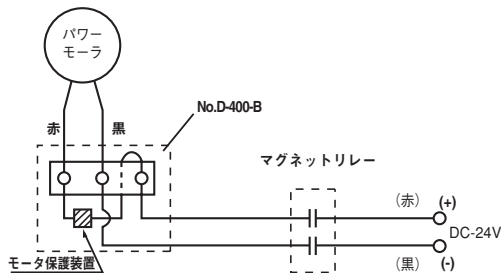 パワー
モーラ
赤
黒
No.D-400-B
マグネットリレー
モータ保護装置
(赤)
(+)
DC-24V
(黒)
(-)